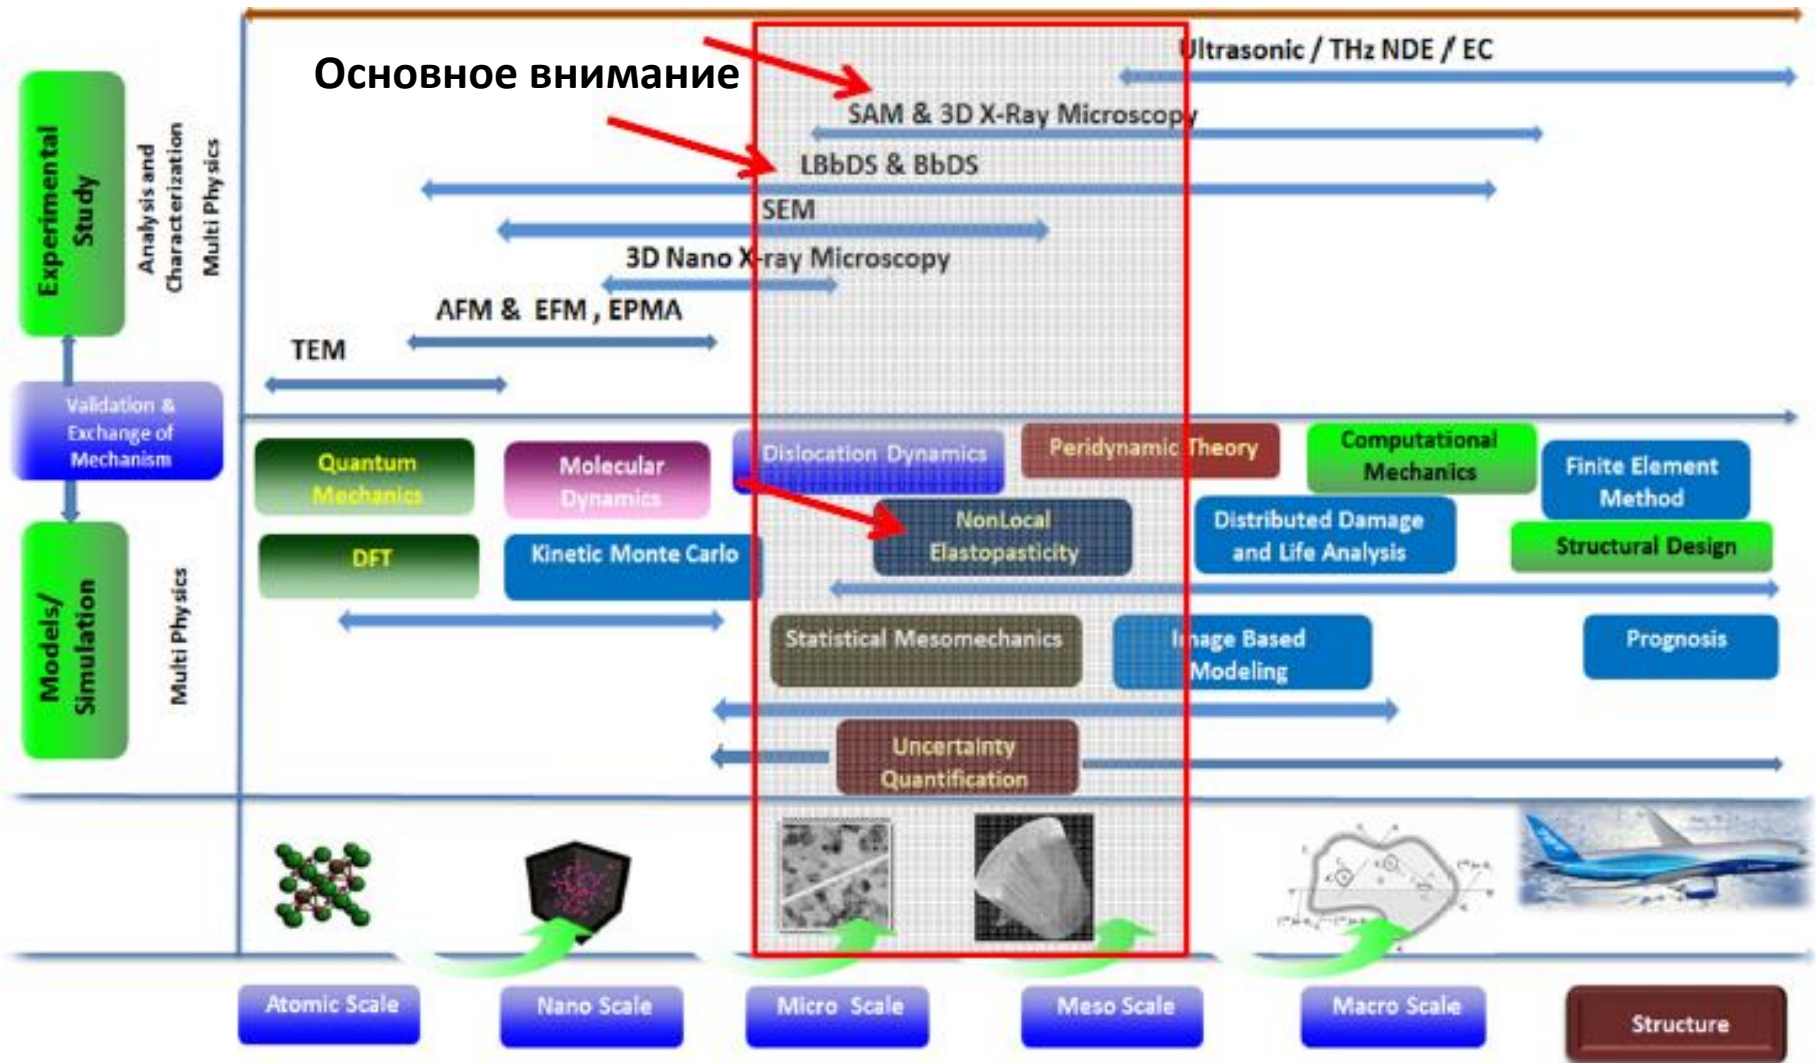 Основное внимание
Ultrasonic / THz NDE / EC
SAM & 3D X-Ray Microscopy
LBbDS & BbDS
SEM
3D Nano X-ray Microscopy
AFM & EFM , EPMA
TEM
Experimental
Study
Analysis and
Characterization
Multi Physics
Validation &
Exchange of
Mechanism
Models/
Simulation
Multi Physics
Quantum
Mechanics
Molecular
Dynamics
Dislocation Dynamics
Peridynamic Theory
Computational
Mechanics
Finite Element
Method
DFT
Kinetic Monte Carlo
NonLocal
Elastopasticity
Distributed Damage
and Life Analysis
Structural Design
Statistical Mesomechanics
Image Based
Modeling
Prognosis
Uncertainty
Quantification
Atomic Scale
Nano Scale
Micro Scale
Meso Scale
Macro Scale
Structure